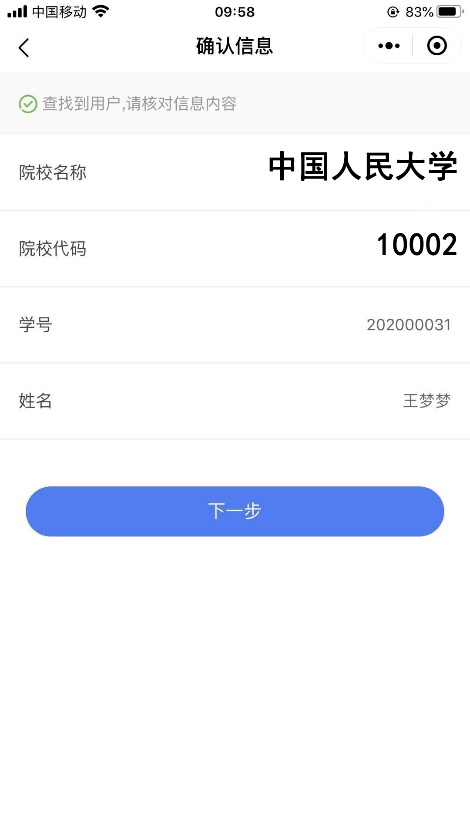 中国移动 09:58 83%
确认信息
查找到用户,请核对信息内容
院校名称 中国人民大学
院校代码 10002
学号 202000031
姓名 王梦梦
下一步